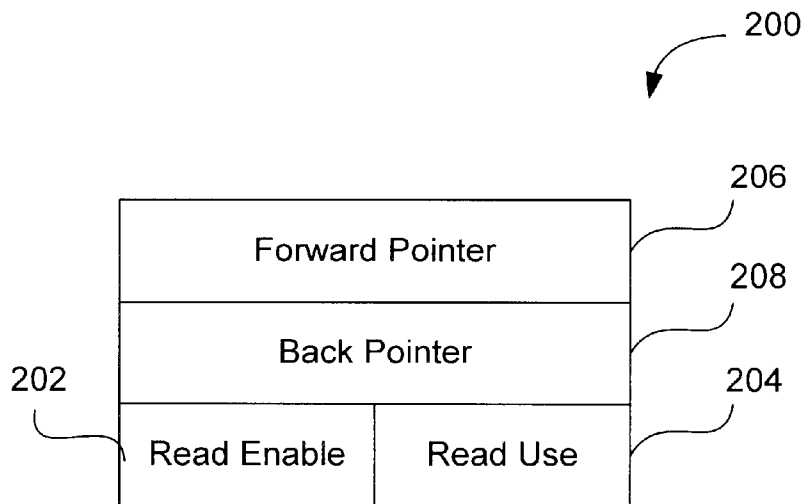 200
206
Forward Pointer
208
Back Pointer
202
204
Read Enable
Read Use